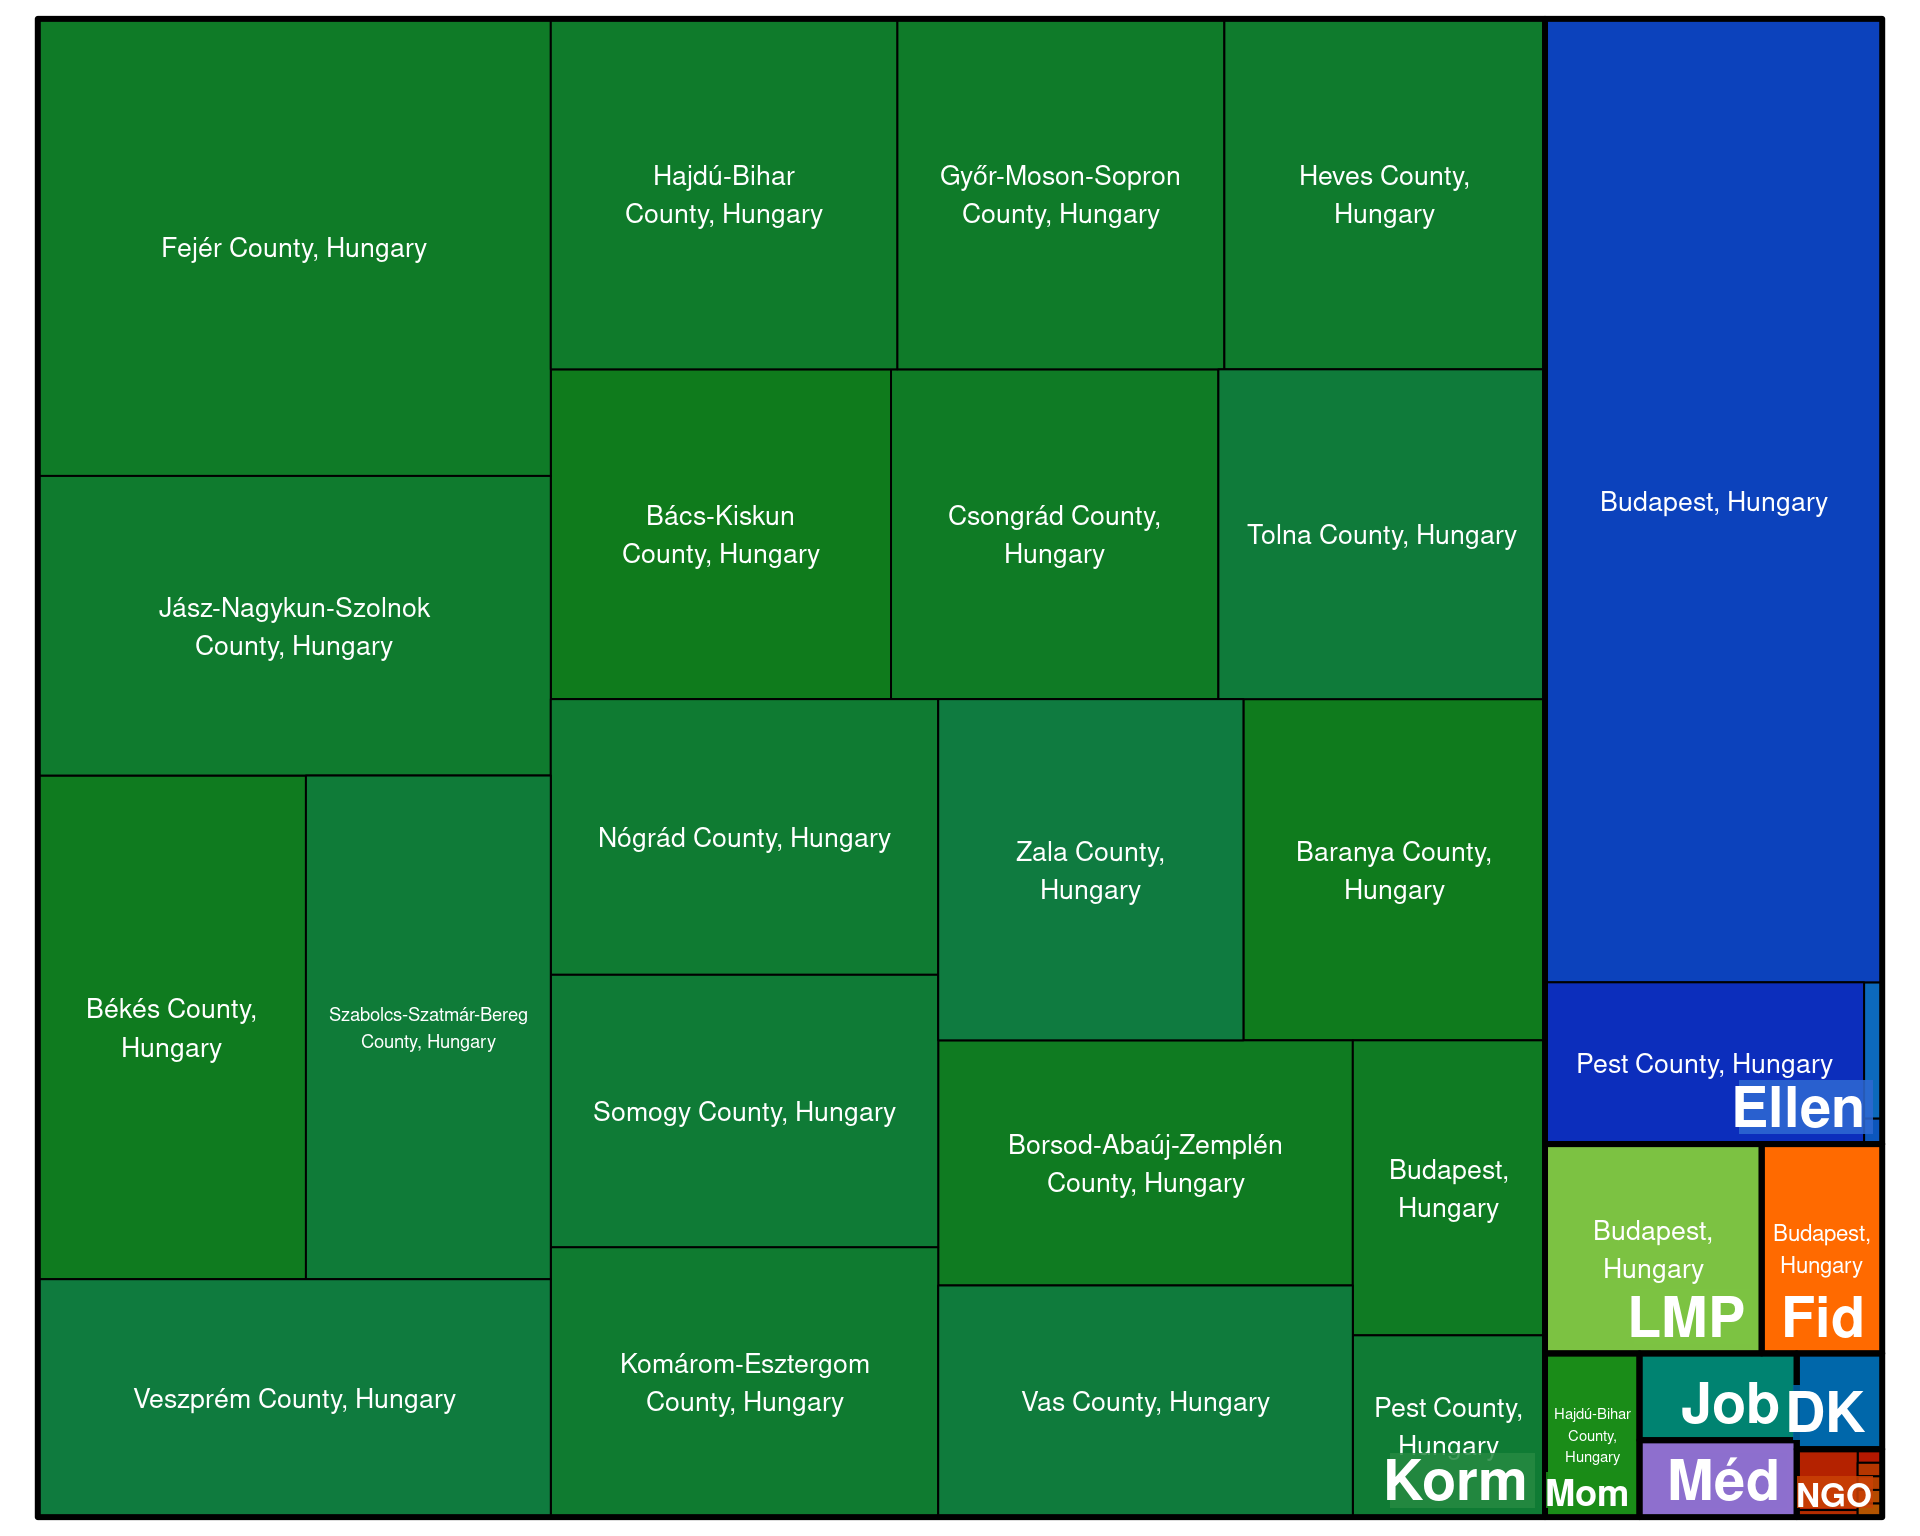 Fejér County, Hungary
Hajdú-Bihar
County, Hungary
Győr-Moson-Sopron
County, Hungary
Heves County,
Hungary
Budapest, Hungary
Jász-Nagykun-Szolnok
County, Hungary
Bács-Kiskun
County, Hungary
Csongrád County,
Hungary
Tolna County, Hungary
Békés County,
Hungary
Szabolcs-Szatmár-Bereg
County, Hungary
Nógrád County, Hungary
Zala County,
Hungary
Baranya County,
Hungary
Somogy County, Hungary
Borsod-Abaúj-Zemplén
County, Hungary
Budapest,
Hungary
Veszprém County, Hungary
Komárom-Esztergom
County, Hungary
Vas County, Hungary
Pest County,
Hungary
Korm
Pest County, Hungary
Ellen
Budapest,
Hungary
LMP
Budapest,
Hungary
Fid
Hajdú-Bihar
County,
Hungary
Mom
Job
DK
Méd
NGO